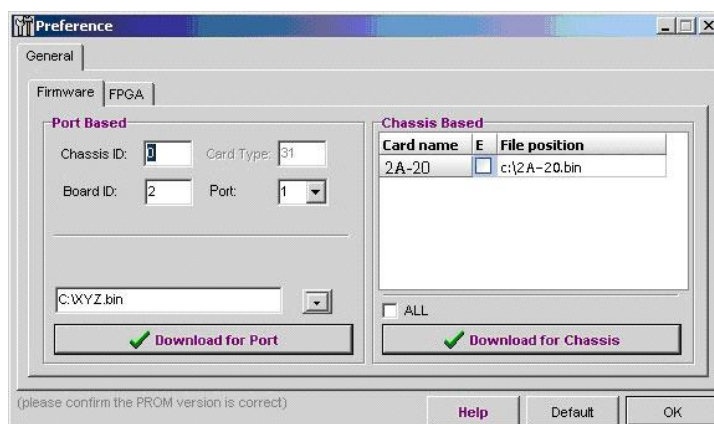 Preference
General
Firmware FPGA
Port Based
Chassis ID: 0 Card Type: 31
Board ID: 2 Port: 1
C:\XYZ.bin
Download for Port
Chassis Based
Card name E File position
2A-20 c:\2A-20.bin
ALL
Download for Chassis
(please confirm the PROM version is correct)
Help Default OK